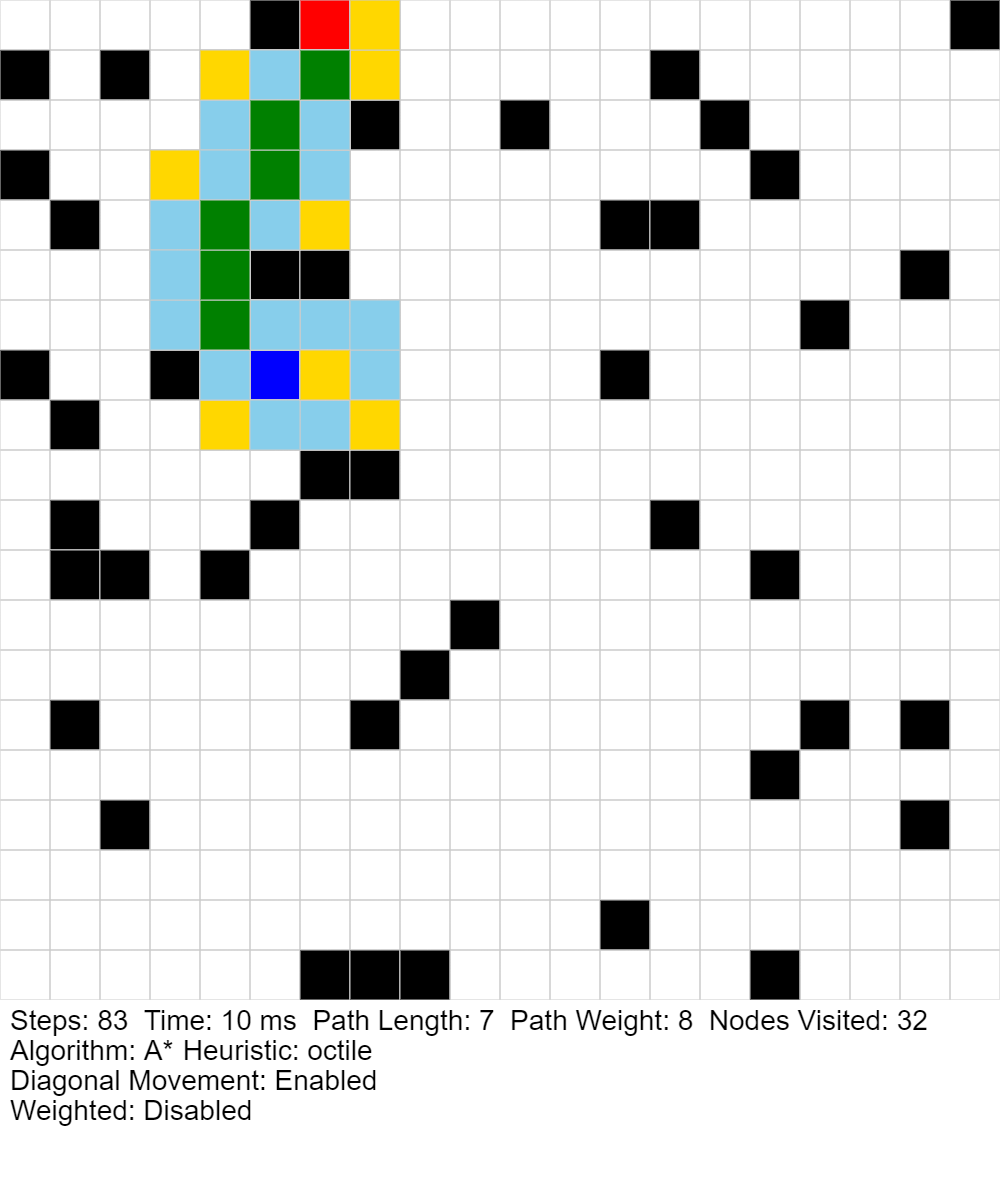 Steps: 83  Time: 10 ms  Path Length: 7  Path Weight: 8  Nodes Visited: 32
Algorithm: A* Heuristic: octile
Diagonal Movement: Enabled
Weighted: Disabled